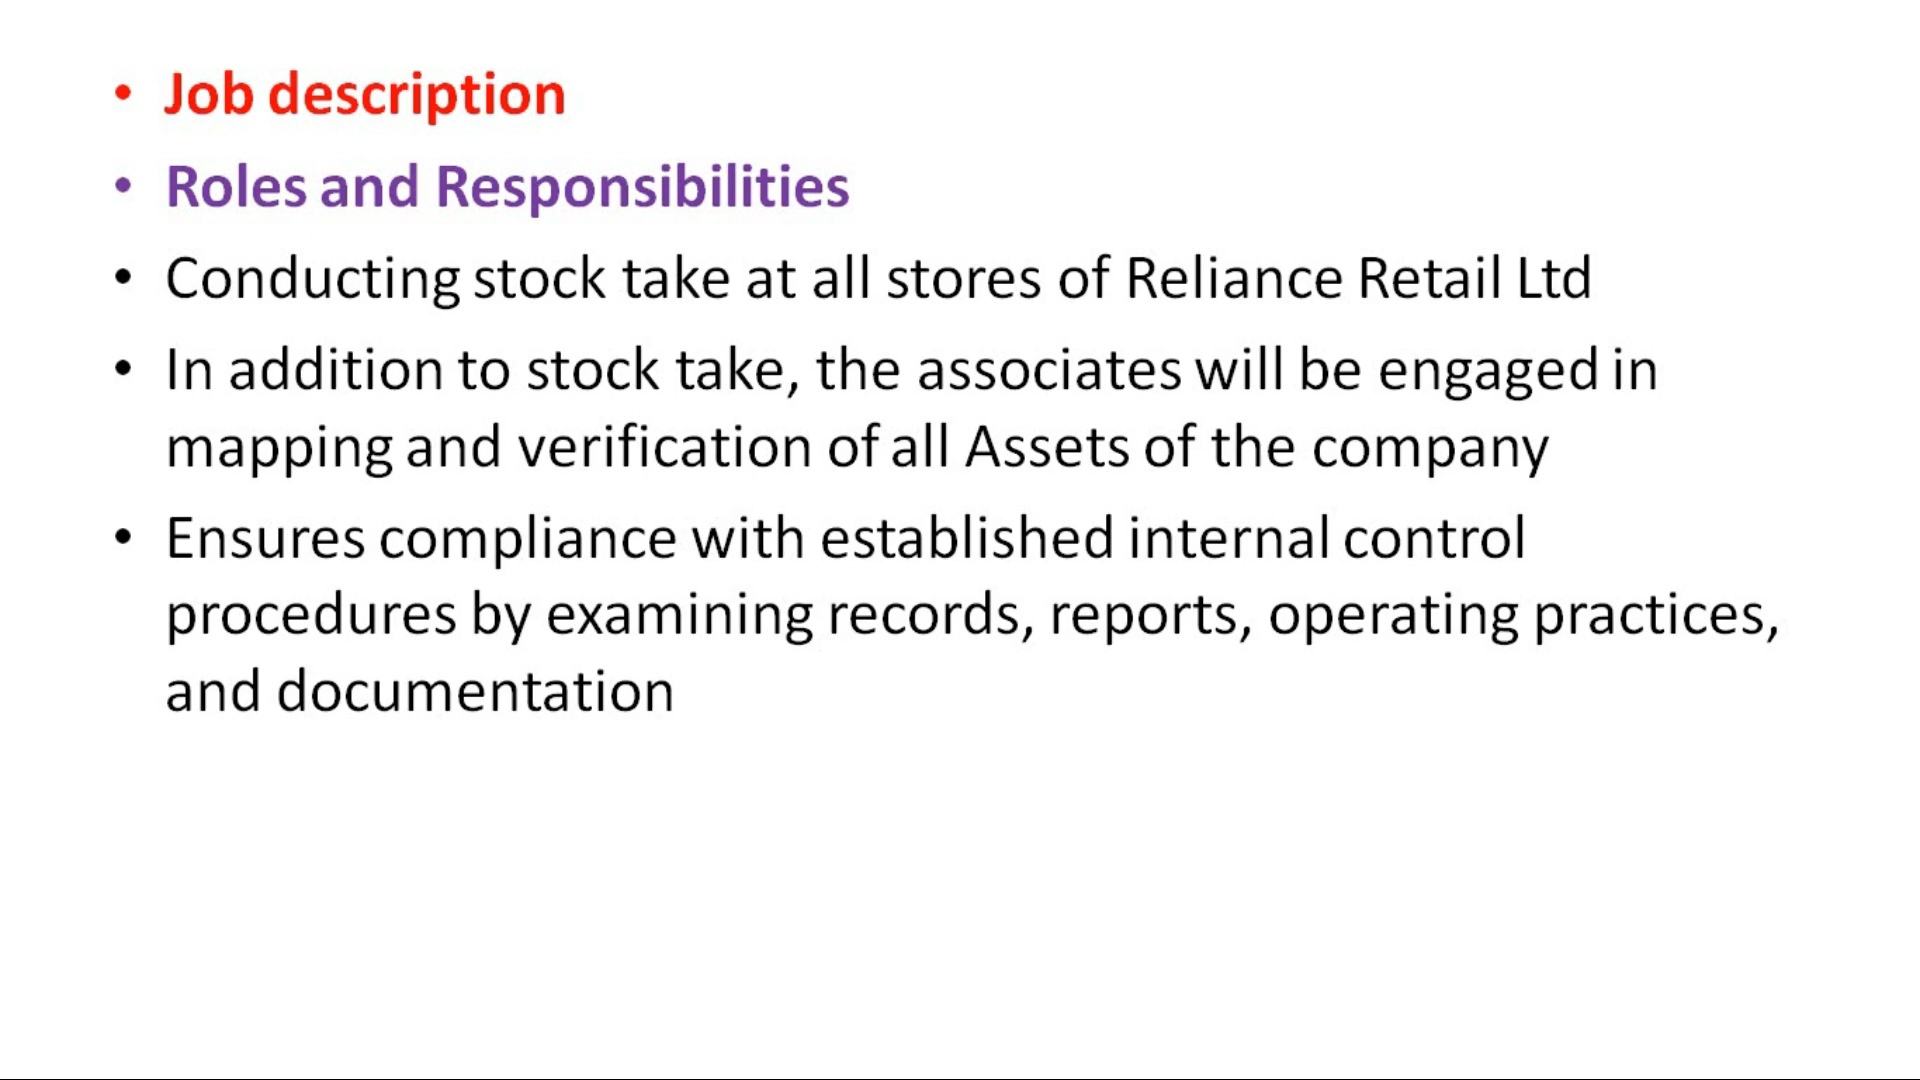 • Job description
• Roles and Responsibilities
• Conducting stock take at all stores of Reliance Retail Ltd
• In addition to stock take, the associates will be engaged in
mapping and verification of all Assets of the company
• Ensures compliance with established internal control
procedures by examining records, reports, operating practices,
and documentation